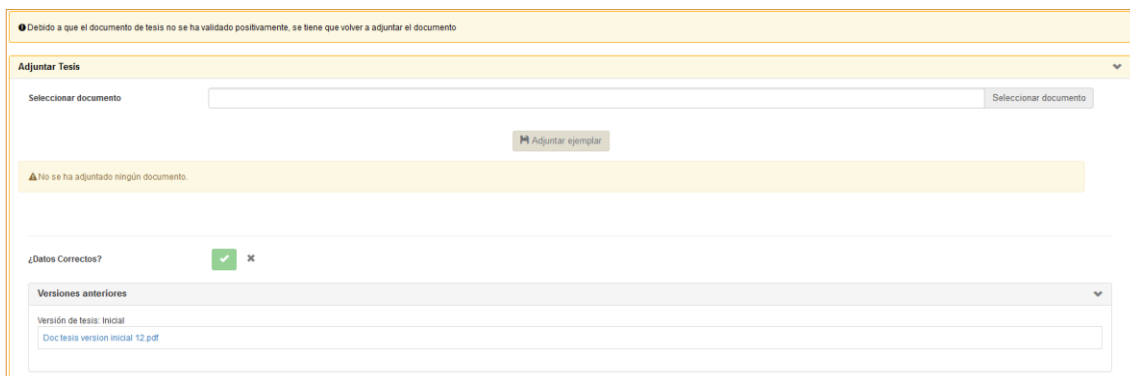 Debido a que el documento de tesis no se ha validado positivamente, se tiene que volver a adjuntar el documento
Adjuntar Tesis
Seleccionar documento
Seleccionar documento
Adjuntar ejemplar
No se ha adjuntado ningún documento.
¿Datos Correctos?
Versiones anteriores
Versión de tesis: Inicial
Doc tesis version inicial 12.pdf